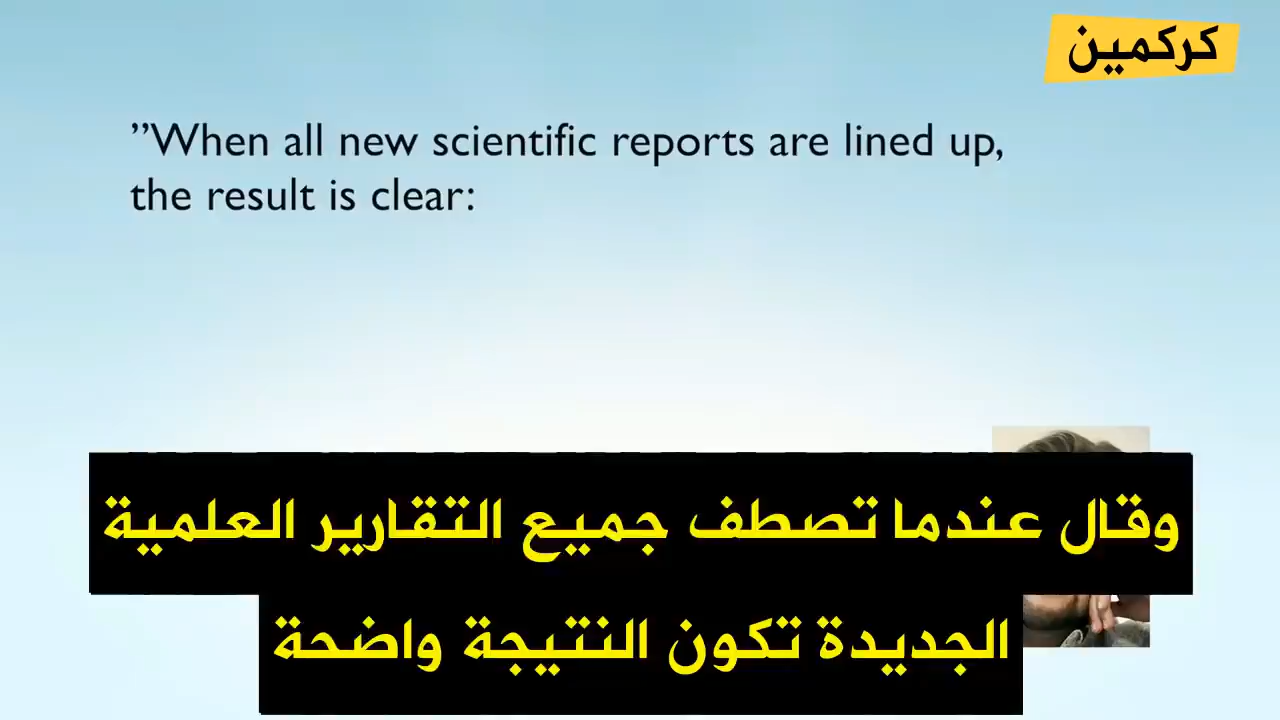 كركمين
”When all new scientific reports are lined up,
the result is clear:
وقال عندما تصطف جميع التقارير العلمية
الجديدة تكون النتيجة واضحة